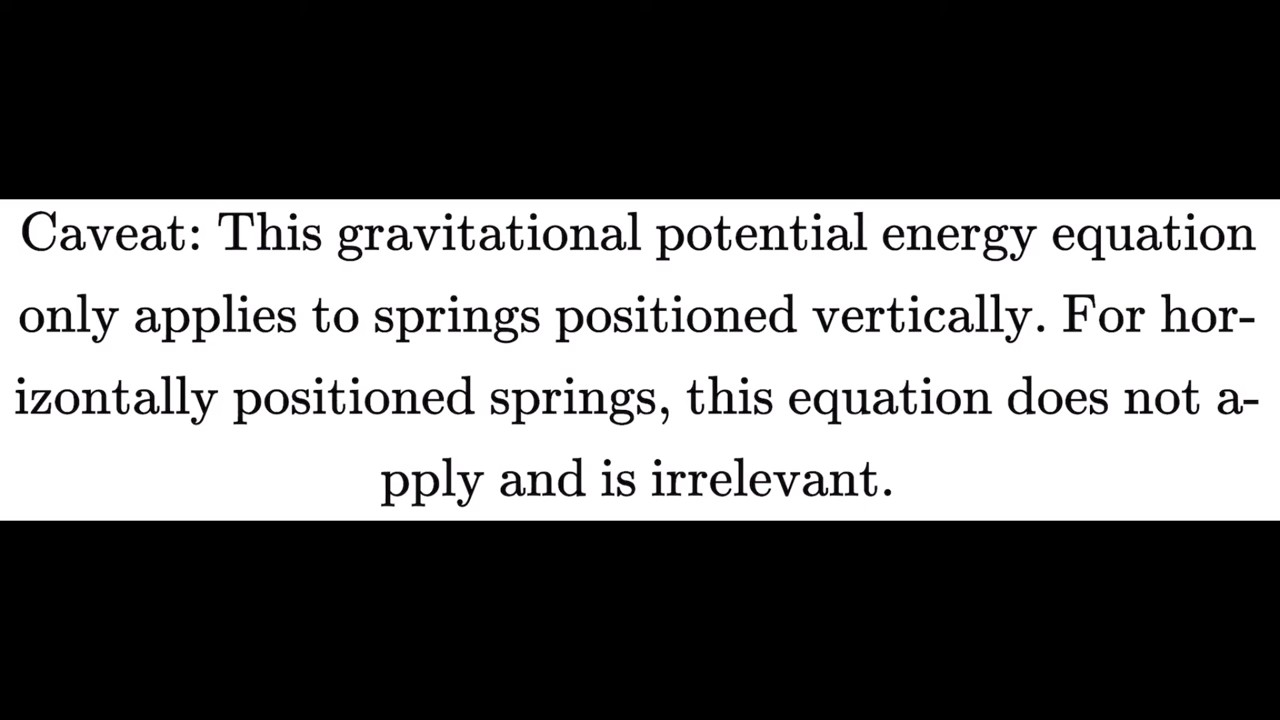 Caveat: This gravitational potential energy equation
only applies to springs positioned vertically. For hor-
izontally positioned springs, this equation does not a-
pply and is irrelevant.